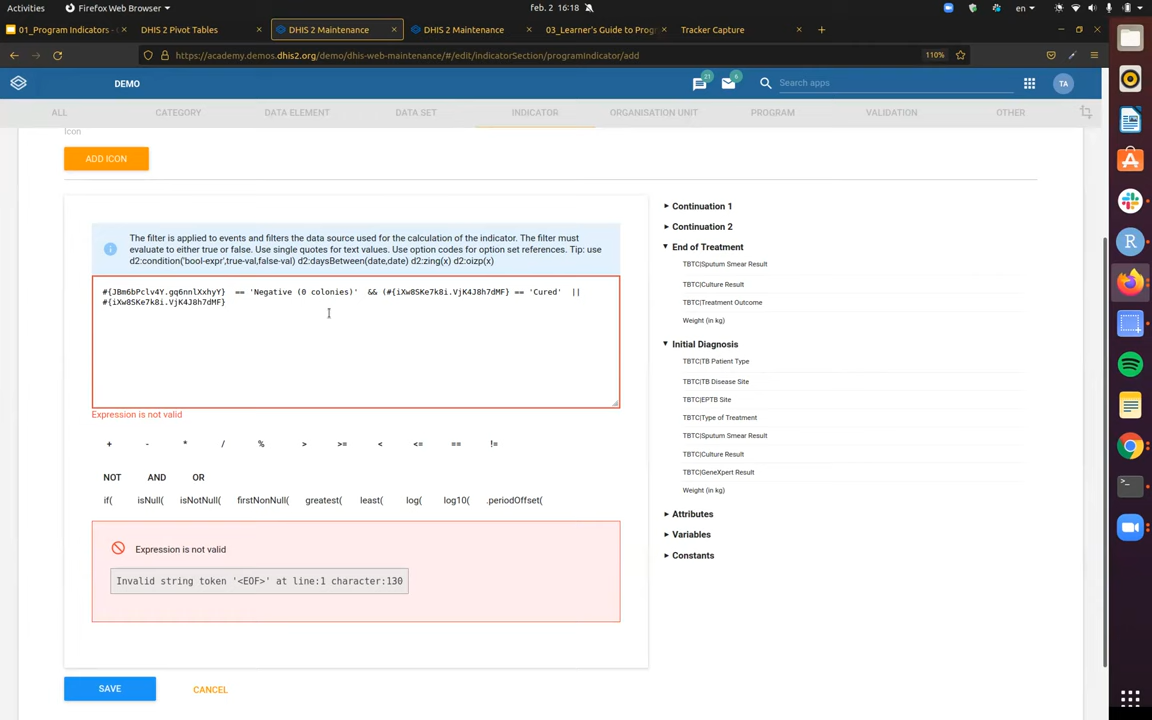 Activities
Firefox Web Browser
feb. 2 16:18
en
01_Program Indicators -
DHIS 2 Pivot Tables
DHIS 2 Maintenance
DHIS 2 Maintenance
03_Learner's Guide to Prog
Tracker Capture
https://academy.demos.dhis2.org/demo/dhis-web-maintenance/#/edit/indicatorSection/programIndicator/add
110%
DEMO
21
6
Search apps
TA
ALL
CATEGORY
DATA ELEMENT
DATA SET
INDICATOR
ORGANISATION UNIT
PROGRAM
VALIDATION
OTHER
Icon
ADD ICON
The filter is applied to events and filters the data source used for the calculation of the indicator. The filter must
evaluate to either true or false. Use single quotes for text values. Use option codes for option set references. Tip: use
d2:condition('bool-expr',true-val,false-val) d2:daysBetween(date,date) d2:zing(x) d2:oizp(x)
#{JBm6bPclv4Y.gq6nnlXxhyY} == 'Negative (0 colonies)' && (#{iXw8SKe7k8i.VjK4J8h7dMF} == 'Cured' ||
#{iXw8SKe7k8i.VjK4J8h7dMF}
Expression is not valid
+ - * / % > >= < <= == !=
NOT AND OR
if( isNull( isNotNull( firstNonNull( greatest( least( log( log10( .periodOffset(
Expression is not valid
Invalid string token '<EOF>' at line:1 character:130
SAVE
CANCEL
Continuation 1
Continuation 2
End of Treatment
TBTC|Sputum Smear Result
TBTC|Culture Result
TBTC|Treatment Outcome
Weight (in kg)
Initial Diagnosis
TBTC|TB Patient Type
TBTC|TB Disease Site
TBTC|EPTB Site
TBTC|Type of Treatment
TBTC|Sputum Smear Result
TBTC|Culture Result
TBTC|GeneXpert Result
Weight (in kg)
Attributes
Variables
Constants